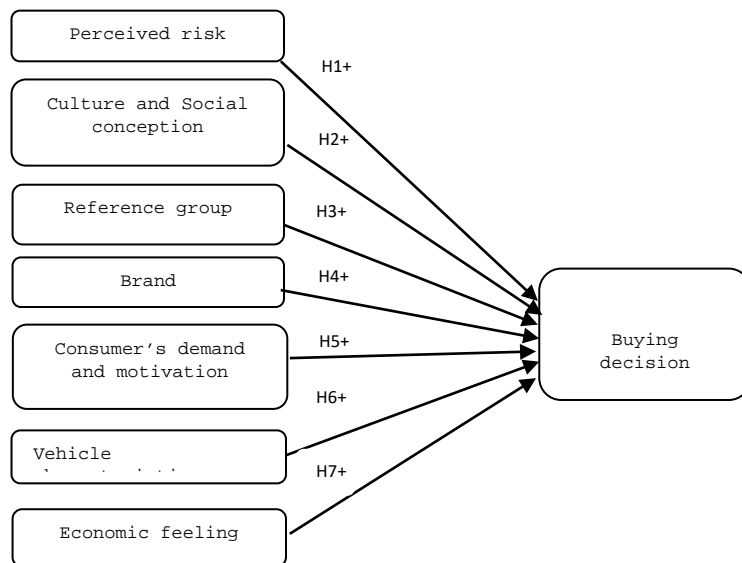 Perceived risk
H1+
Culture and Social
conception
H2+
Reference group
H3+
Brand
H4+
Consumer’s demand
and motivation
H5+
Buying
decision
H6+
Vehicle
H7+
Economic feeling